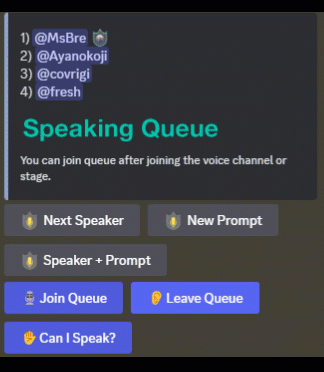 1) @MsBre
2) @Ayanokoji
3) @covrigi
4) @fresh
Speaking Queue
You can join queue after joining the voice channel or
stage.
Next Speaker
New Prompt
Speaker + Prompt
Join Queue
Leave Queue
Can I Speak?